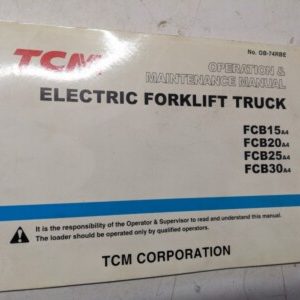 No. OB-74RBE
TCM
OPERATION &
MAINTENANCE MANUAL
ELECTRIC FORKLIFT TRUCK
FCB15A4
FCB20A4
FCB25A4
FCB30A4
It is the responsibility of the Operator & Supervisor to read and understand this manual.
The loader should be operated only by qualified operators.
TCM CORPORATION